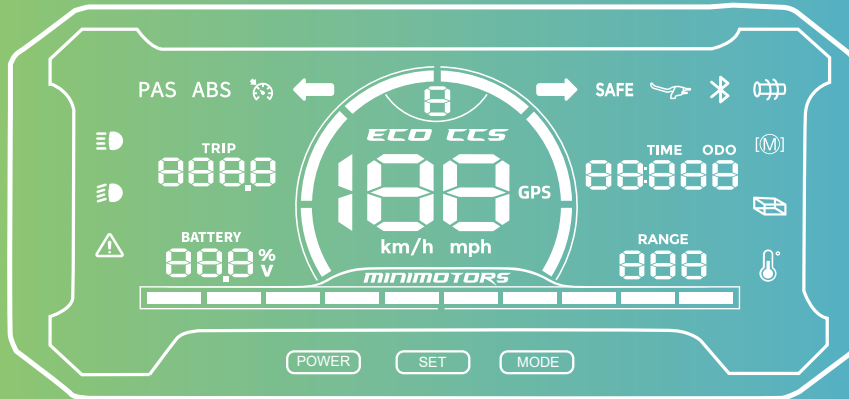 PAS ABS SAFE
8
ECO CCS
TRIP
888.8
188
GPS
TIME ODO
88:888
[M]
BATTERY
88.8 % V
km/h mph
RANGE
888
MINIMOTORS
POWER SET MODE